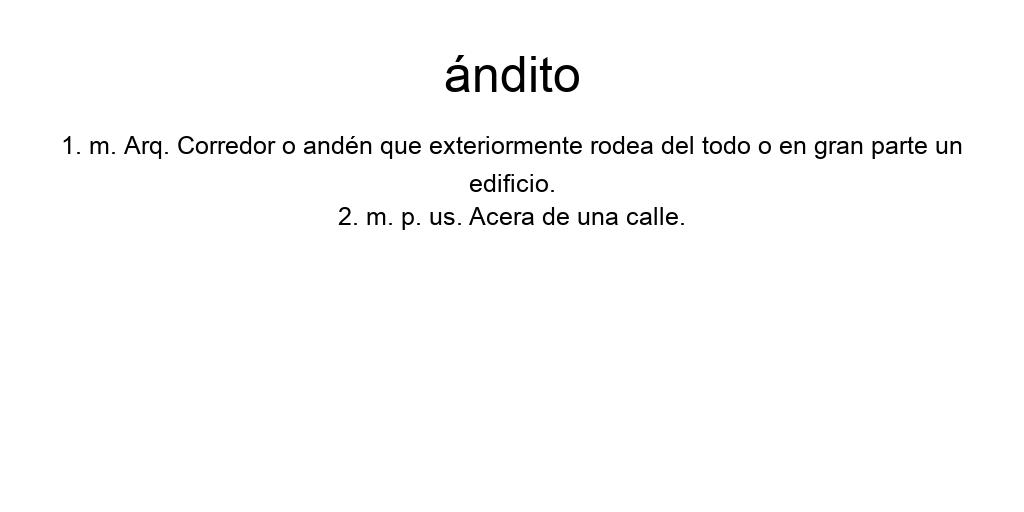 ándito
1. m. Arq. Corredor o andén que exteriormente rodea del todo o en gran parte un
edificio.
2. m. p. us. Acera de una calle.